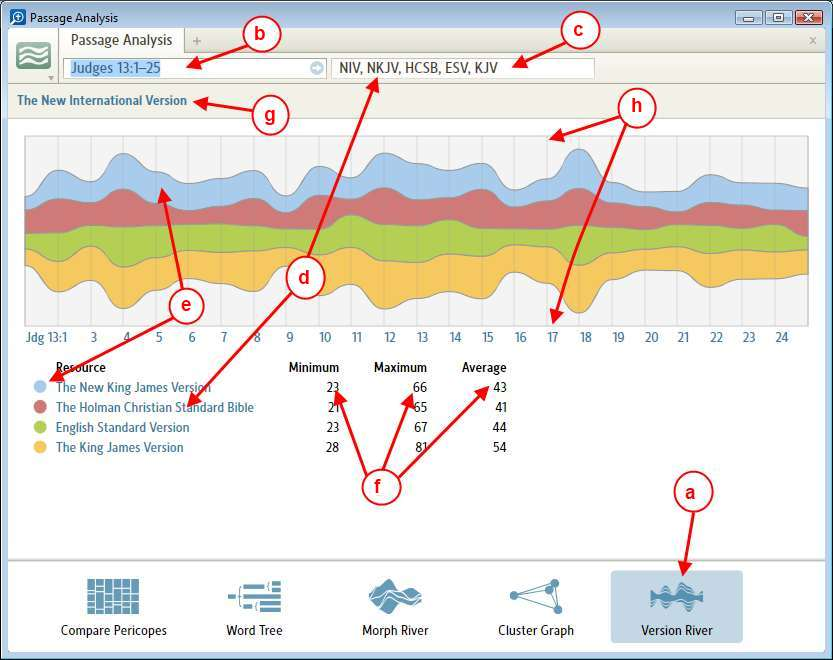 Passage Analysis
Passage Analysis +
b
c
Judges 13:1–25
NIV, NKJV, HCSB, ESV, KJV
The New International Version
g
h
d
e
Jdg 13:1 3 4 5 6 7 8 9 10 11 12 13 14 15 16 17 18 19 20 21 22 23 24
Resource Minimum Maximum Average
The New King James Version 23 66 43
The Holman Christian Standard Bible 21 65 41
English Standard Version 23 67 44
The King James Version 28 81 54
f
a
Compare Pericopes Word Tree Morph River Cluster Graph Version River